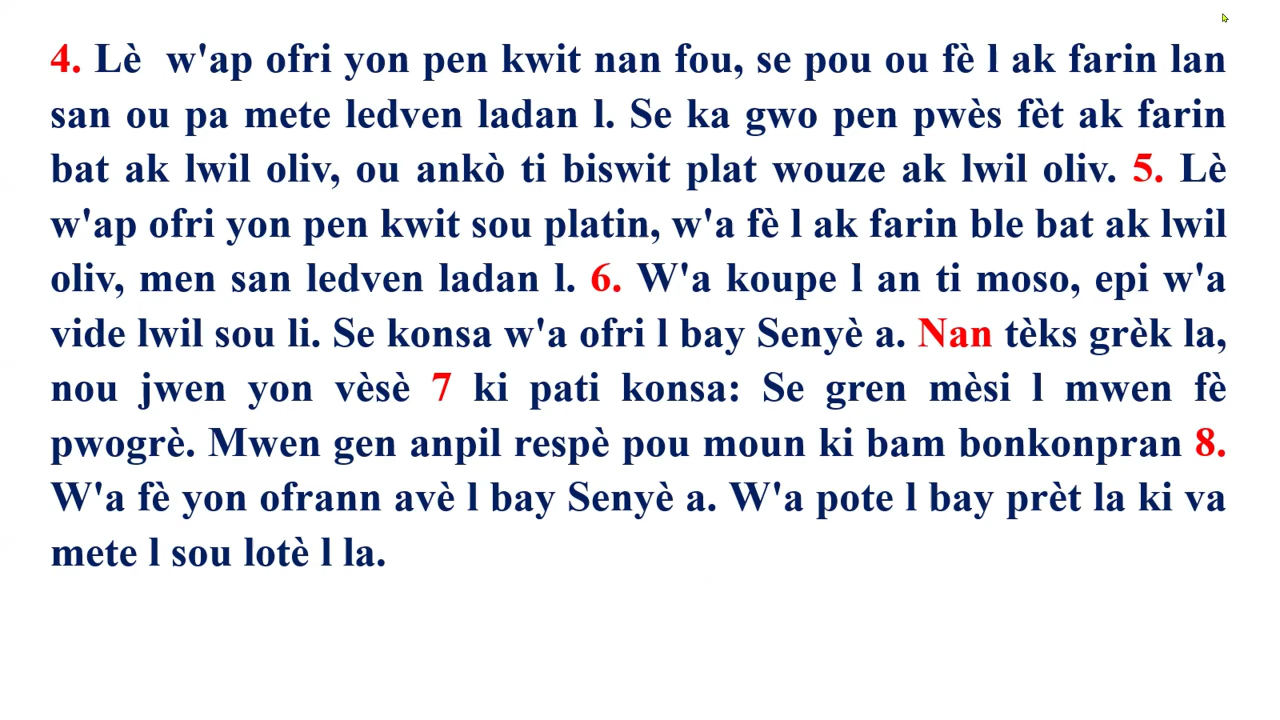 4. Lè  w'ap ofri yon pen kwit nan fou, se pou ou fè l ak farin lan
san ou pa mete ledven ladan l. Se ka gwo pen pwès fèt ak farin
bat ak lwil oliv, ou ankò ti biswit plat wouze ak lwil oliv. 5. Lè
w'ap ofri yon pen kwit sou platin, w'a fè l ak farin ble bat ak lwil
oliv, men san ledven ladan l. 6. W'a koupe l an ti moso, epi w'a
vide lwil sou li. Se konsa w'a ofri l bay Senyè a. Nan tèks grèk la,
nou jwen yon vèsè 7 ki pati konsa: Se gren mèsi l mwen fè
pwogrè. Mwen gen anpil respè pou moun ki bam bonkonpran 8.
W'a fè yon ofrann avè l bay Senyè a. W'a pote l bay prèt la ki va
mete l sou lotè l la.